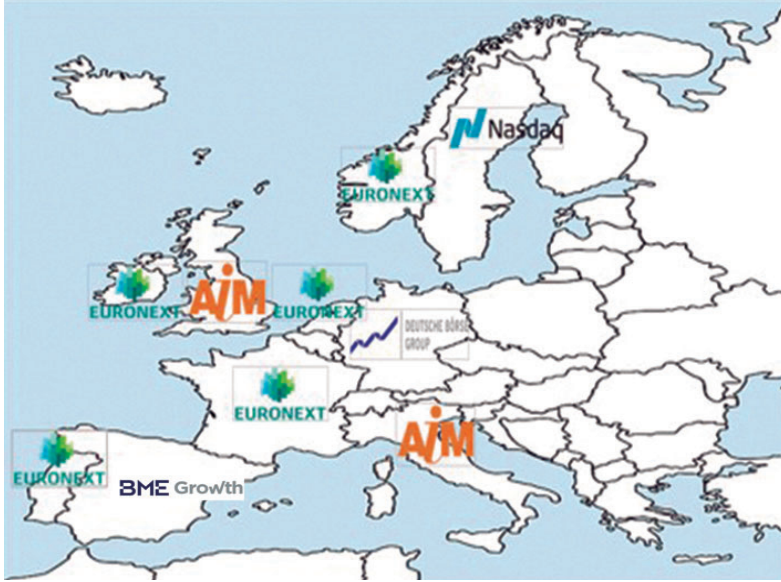 Nasdaq
EURONEXT
EURONEXT
AIM
EURONEXT
DEUTSCHE BÖRSE
GROUP
EURONEXT
AIM
EURONEXT
BME Growth